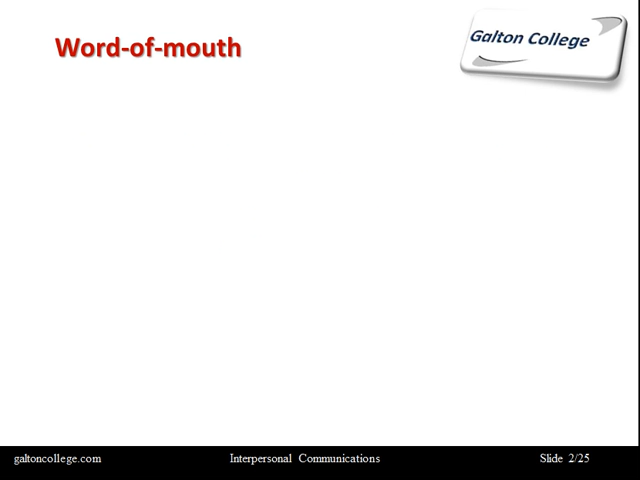 Word-of-mouth
Galton College
galtoncollege.com
Interpersonal Communications
Slide 2/25